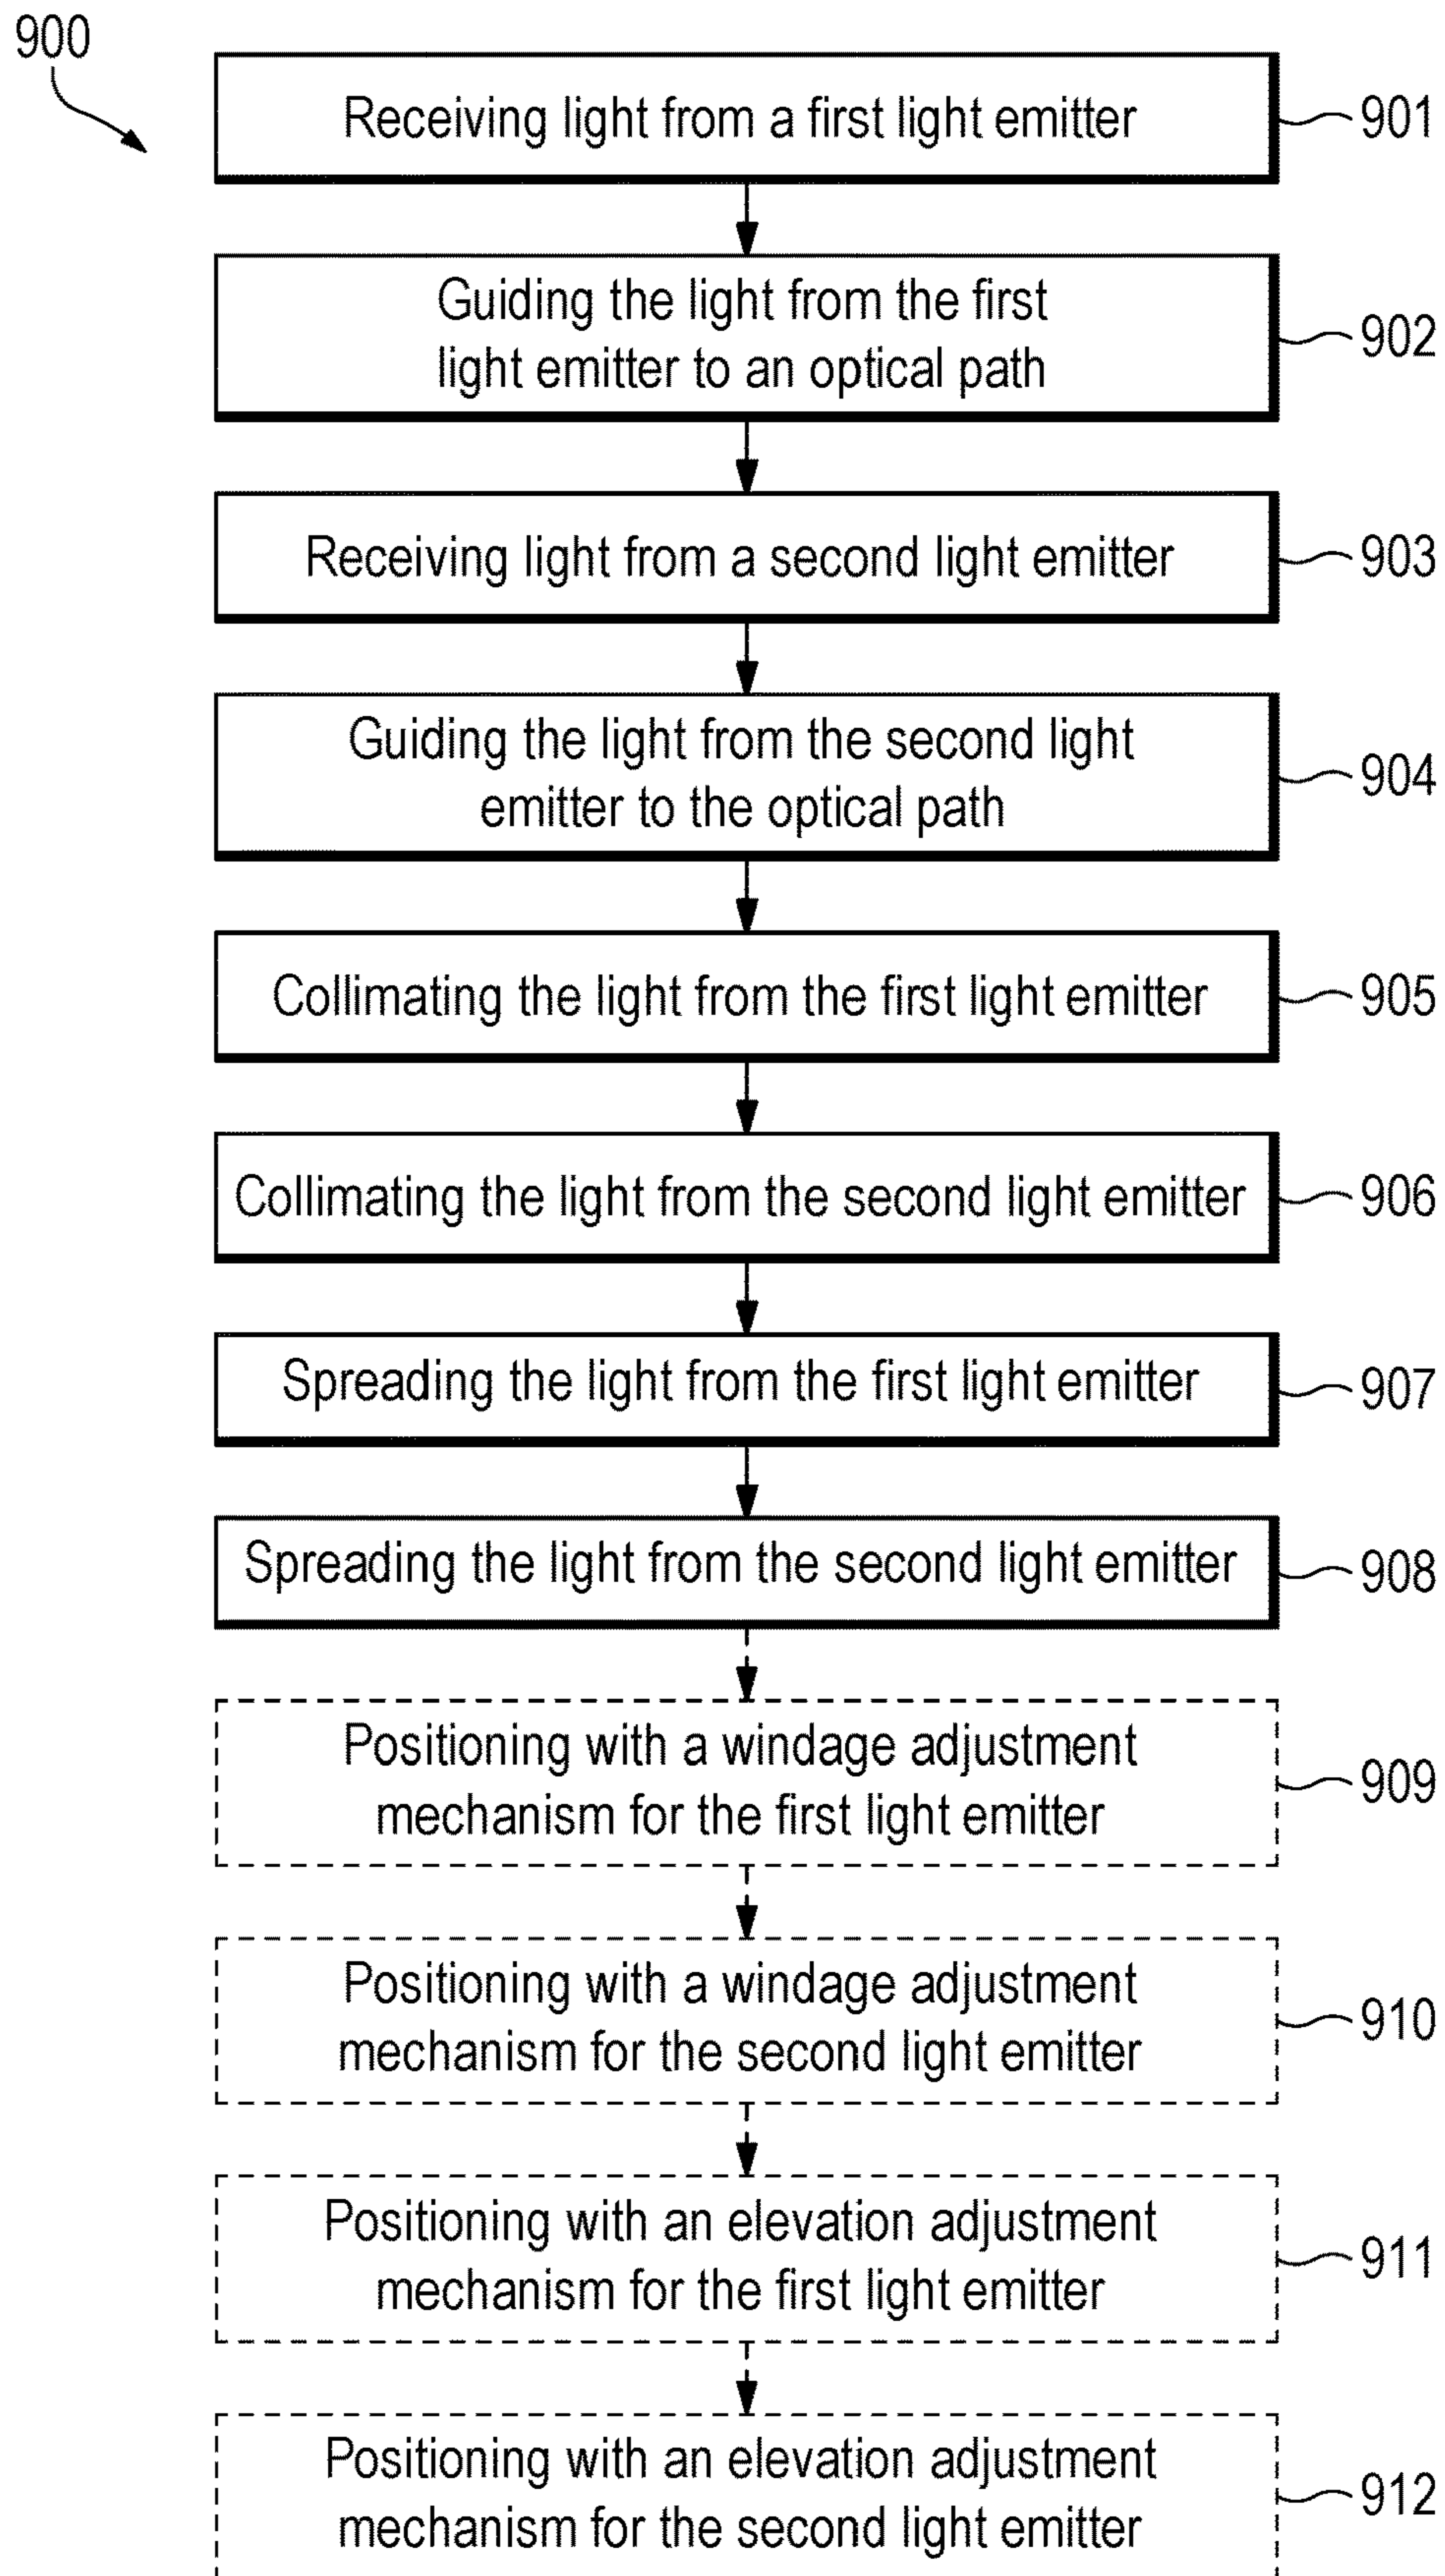 900
Receiving light from a first light emitter
901
Guiding the light from the first
light emitter to an optical path
902
Receiving light from a second light emitter
903
Guiding the light from the second light
emitter to the optical path
904
Collimating the light from the first light emitter
905
Collimating the light from the second light emitter
906
Spreading the light from the first light emitter
907
Spreading the light from the second light emitter
908
Positioning with a windage adjustment
mechanism for the first light emitter
909
Positioning with a windage adjustment
mechanism for the second light emitter
910
Positioning with an elevation adjustment
mechanism for the first light emitter
911
Positioning with an elevation adjustment
mechanism for the second light emitter
912